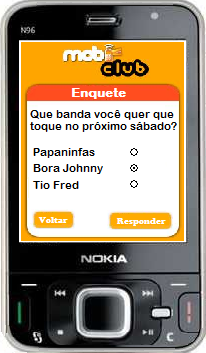 N96
mobi
club
Enquete
Que banda você quer que
toque no próximo sábado?
Papaninfas
Bora Johnny
Tio Fred
Voltar
Responder
NOKIA
C